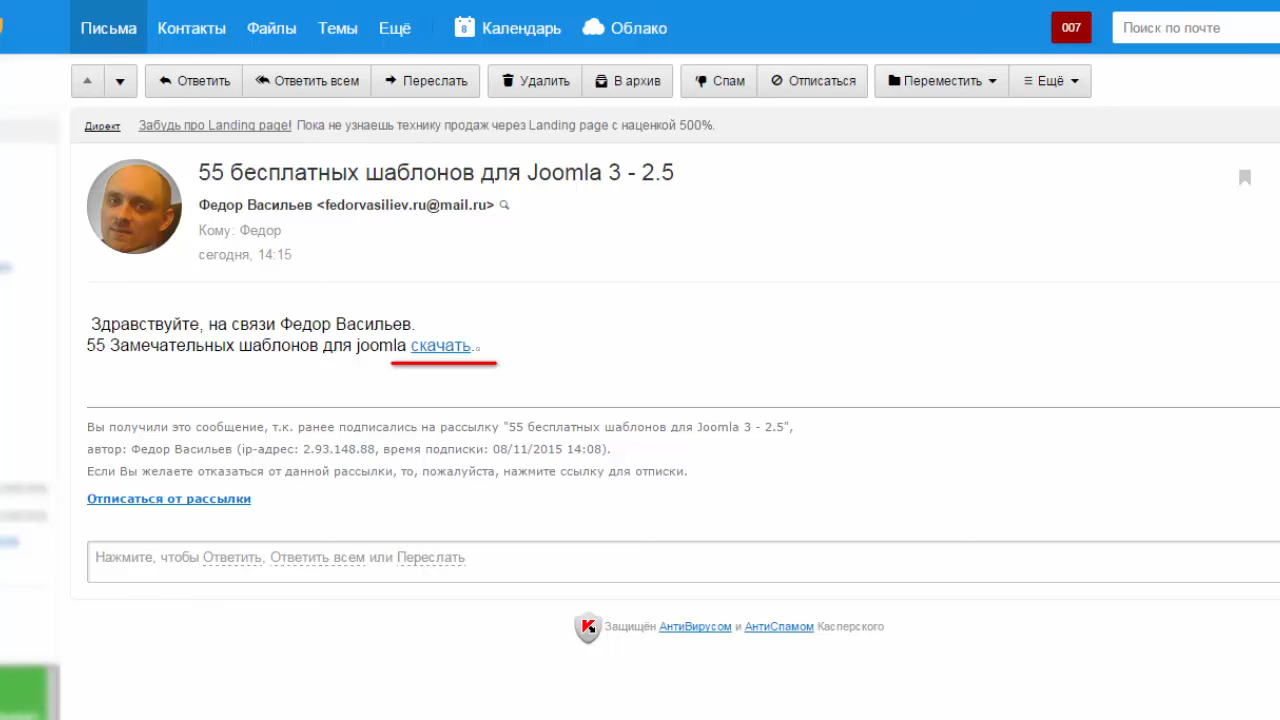 Письма Контакты Файлы Темы Ещё 8 Календарь Облако 007 Поиск по почте
Ответить Ответить всем Переслать Удалить В архив Спам Отписаться Переместить Ещё
Директ Забудь про Landing page! Пока не узнаешь технику продаж через Landing page с наценкой 500%.
55 бесплатных шаблонов для Joomla 3 - 2.5
Федор Васильев <fedorvasiliev.ru@mail.ru>
Кому: Федор
сегодня, 14:15
Здравствуйте, на связи Федор Васильев.
55 Замечательных шаблонов для joomla скачать.
Вы получили это сообщение, т.к. ранее подписались на рассылку "55 бесплатных шаблонов для Joomla 3 - 2.5",
автор: Федор Васильев (ip-адрес: 2.93.148.88, время подписки: 08/11/2015 14:08).
Если Вы желаете отказаться от данной рассылки, то, пожалуйста, нажмите ссылку для отписки.
Отписаться от рассылки
Нажмите, чтобы Ответить, Ответить всем или Переслать
Защищён АнтиВирусом и АнтиСпамом Касперского